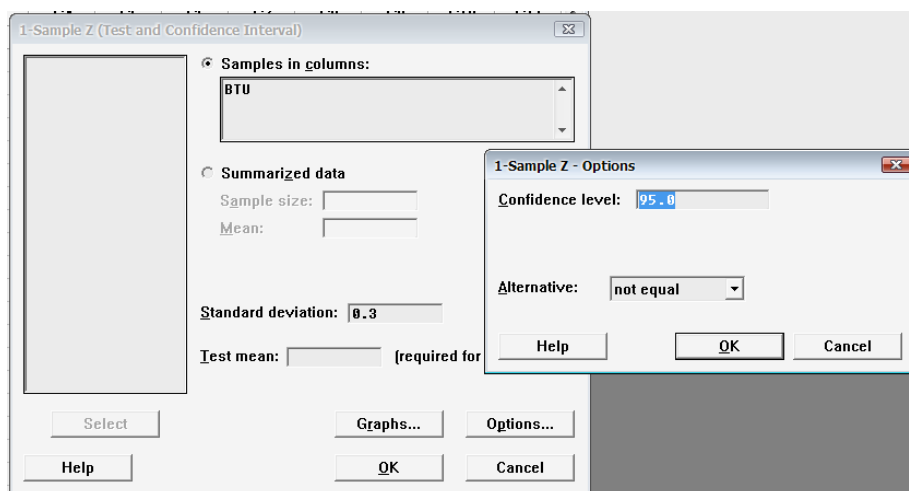 1-Sample Z (Test and Confidence Interval)
Samples in columns:
BTU
Summarized data
Sample size:
Mean:
Standard deviation: 0.3
Test mean: (required for
Select
Graphs...
Options...
Help
OK
Cancel
1-Sample Z - Options
Confidence level: 95.0
Alternative: not equal
Help
OK
Cancel